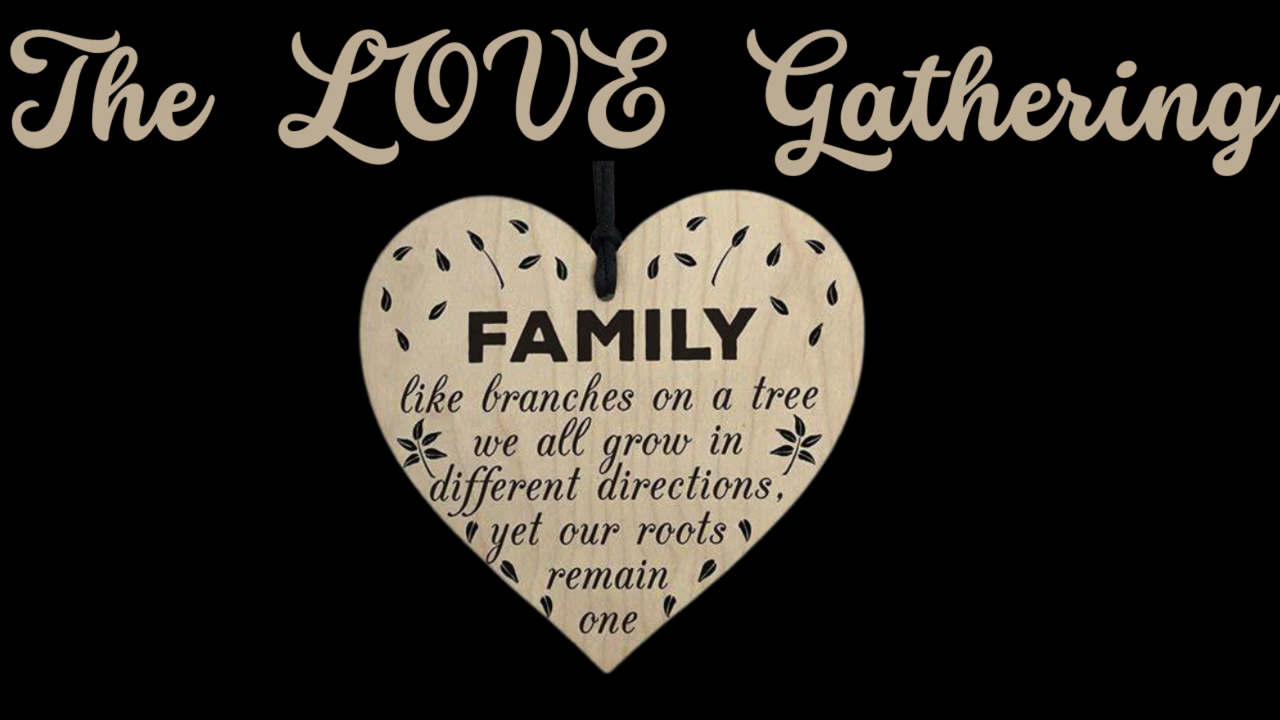 The LOVE Gathering
FAMILY
like branches on a tree
we all grow in
different directions,
yet our roots
remain
one